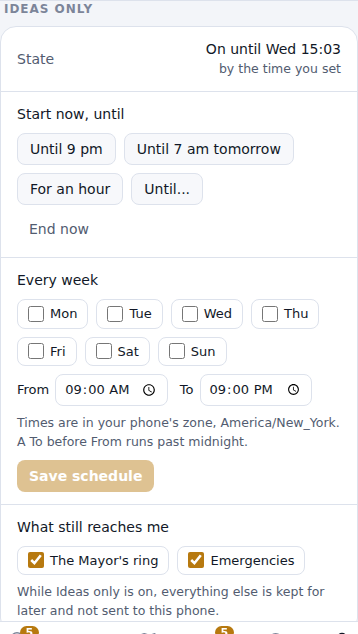 IDEAS ONLY
State
On until Wed 15:03
by the time you set
Start now, until
Until 9 pm
Until 7 am tomorrow
For an hour
Until...
End now
Every week
Mon
Tue
Wed
Thu
Fri
Sat
Sun
From 09:00 AM To 09:00 PM
Times are in your phone's zone, America/New_York.
A To before From runs past midnight.
Save schedule
What still reaches me
The Mayor's ring
Emergencies
While Ideas only is on, everything else is kept for
later and not sent to this phone.
5
5